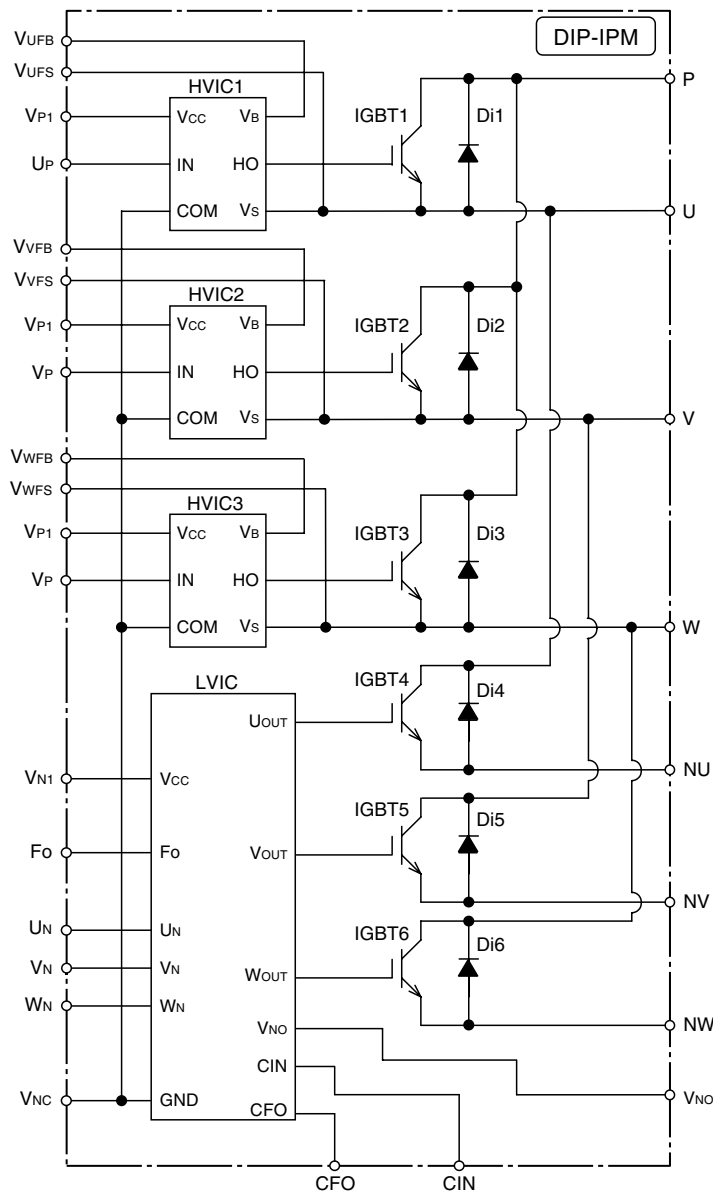 DIP-IPM
VUFB
VUFS
HVIC1
VP1
VCC VB
IGBT1
Di1
P
UP
IN HO
COM VS
U
VVFB
VVFS
HVIC2
VP1
VCC VB
IGBT2
Di2
VP
IN HO
COM VS
V
VWFB
VWFS
HVIC3
VP1
VCC VB
IGBT3
Di3
VP
IN HO
COM VS
W
LVIC
IGBT4
Di4
UOUT
NU
VN1
VCC
IGBT5
Di5
Fo
Fo
VOUT
NV
UN
UN
IGBT6
Di6
VN
VN
WOUT
WN
WN
NW
VNO
CIN
VNC
GND
CFO
VNO
CFO
CIN